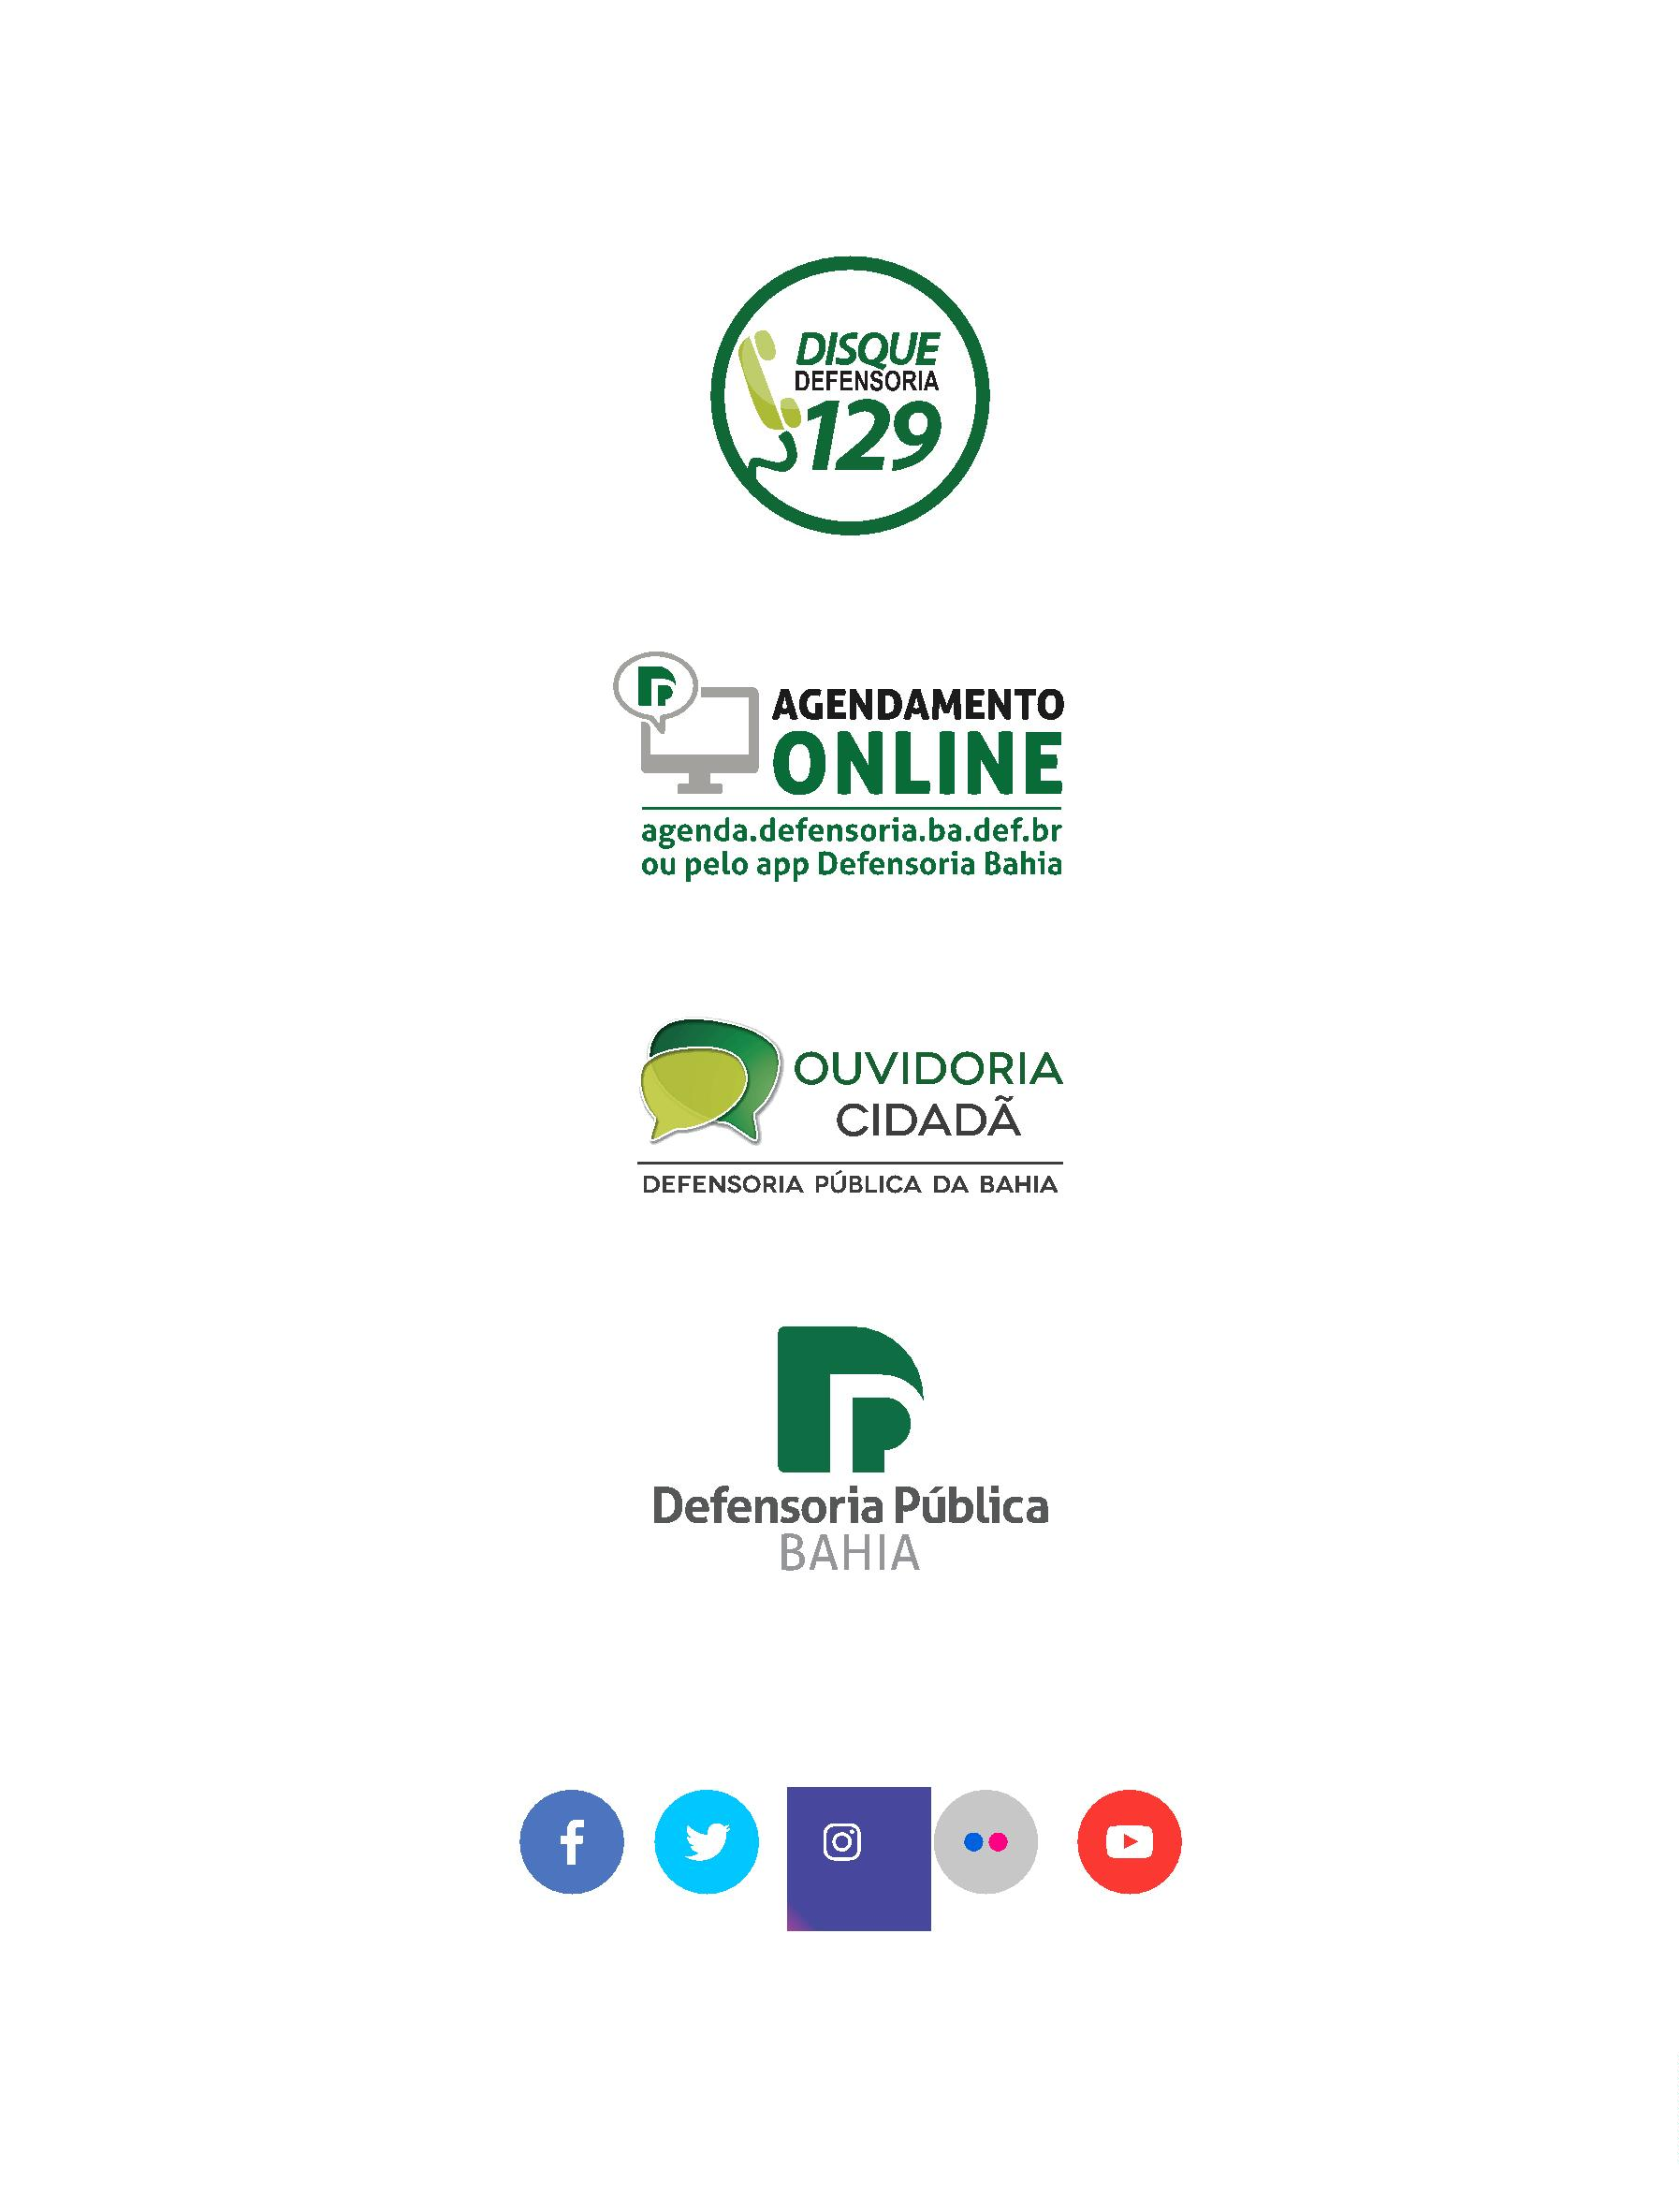 DISQUE
DEFENSORIA
129
AGENDAMENTO
ONLINE
agenda.defensoria.ba.def.br
ou pelo app Defensoria Bahia
OUVIDORIA
CIDADÃ
DEFENSORIA PÚBLICA DA BAHIA
Defensoria Pública
BAHIA